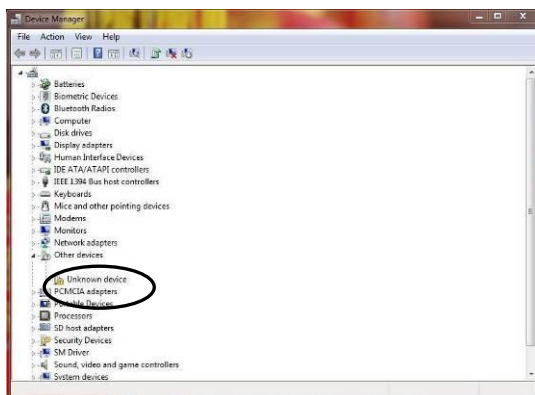 Device Manager
File Action View Help
Batteries
Biometric Devices
Bluetooth Radios
Computer
Disk drives
Display adapters
Human Interface Devices
IDE ATA/ATAPI controllers
IEEE 1394 Bus host controllers
Keyboards
Mice and other pointing devices
Modems
Monitors
Network adapters
Other devices
Unknown device
PCMCIA adapters
Portable Devices
Processors
SD host adapters
Security Devices
SM Driver
Sound, video and game controllers
System devices